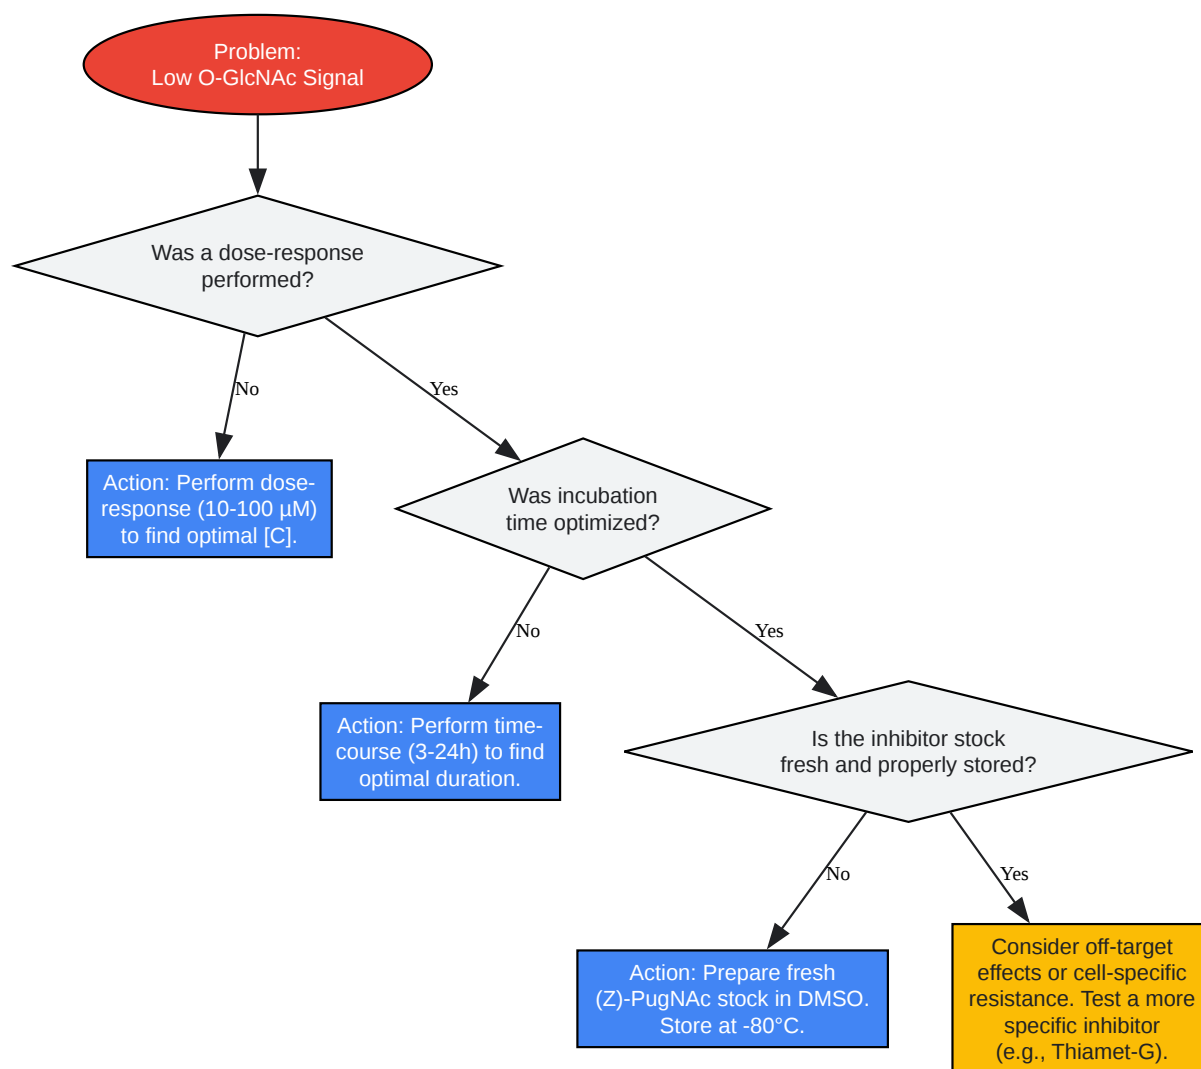 Problem:
Low O-GlcNAc Signal
Was a dose-response
performed?
No
Yes
Action: Perform dose-
response (10-100 µM)
to find optimal [C].
Was incubation
time optimized?
No
Yes
Action: Perform time-
course (3-24h) to find
optimal duration.
Is the inhibitor stock
fresh and properly stored?
No
Yes
Action: Prepare fresh
(Z)-PugNAc stock in DMSO.
Store at -80°C.
Consider off-target
effects or cell-specific
resistance. Test a more
specific inhibitor
(e.g., Thiamet-G).